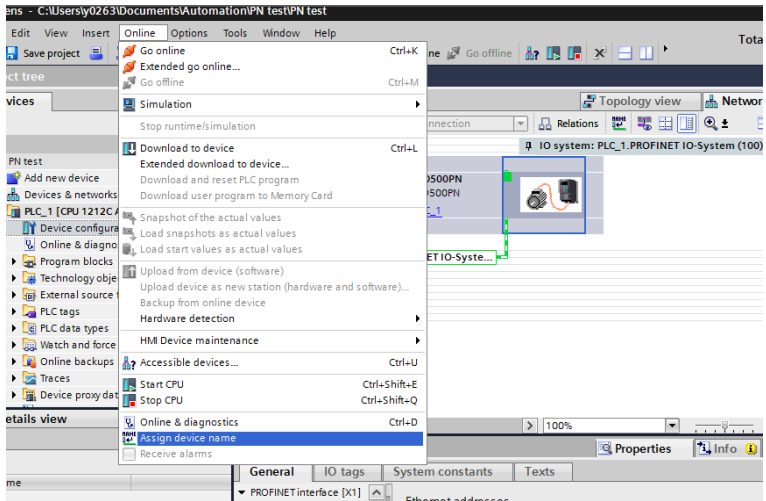 ens - C:\Users\y0263\Documents\Automation\PN test\PN test
Edit View Insert Online Options Tools Window Help
Save project
Go offline
Tota
ect tree
vices
Go online Ctrl+K
Extended go online...
Go offline Ctrl+M
Simulation
Stop runtime/simulation
Download to device Ctrl+L
Extended download to device...
Download and reset PLC program
Download user program to Memory Card
Snapshot of the actual values
Load snapshots as actual values
Load start values as actual values
Upload from device (software)
Upload device as new station (hardware and software)...
Backup from online device
Hardware detection
HMI Device maintenance
Accessible devices... Ctrl+U
Start CPU Ctrl+Shift+E
Stop CPU Ctrl+Shift+Q
Online & diagnostics Ctrl+D
Assign device name
Receive alarms
PN test
Add new device
Devices & networks
PLC_1 [CPU 1212C
Device configura
Online & diagno
Program blocks
Technology obje
External source f
PLC tags
PLC data types
Watch and force
Online backups
Traces
Device proxy dat
etails view
me
Topology view Networ
nnection Relations
IO system: PLC_1.PROFINET IO-System (100)
500PN
500PN
_1
ET IO-Syste...
100%
Properties Info
General IO tags System constants Texts
PROFINET interface [X1]
Ethernet addresses